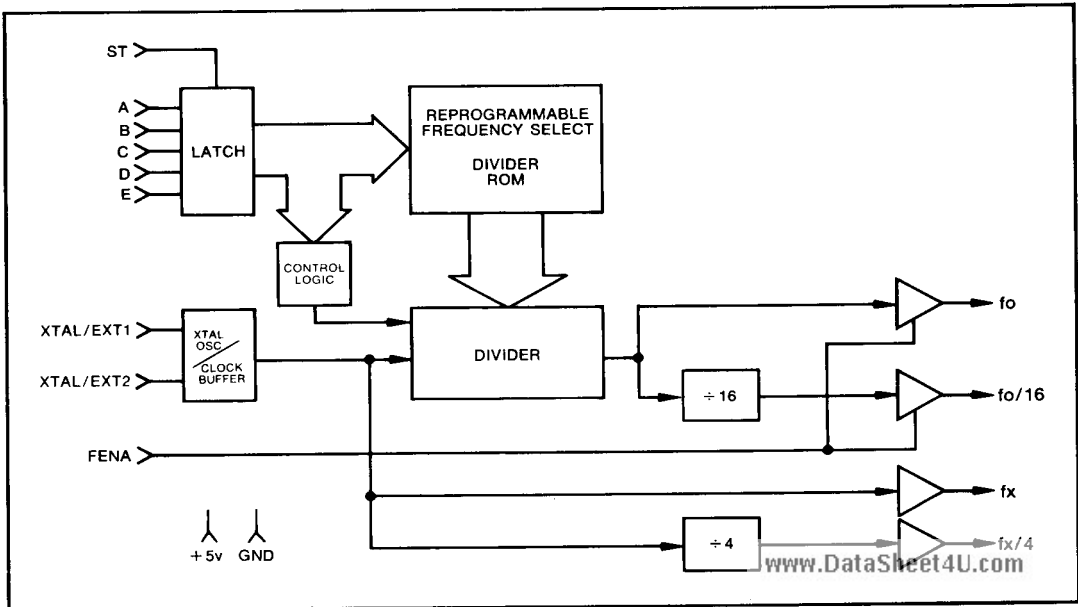 ST
A
B
C
D
E
LATCH
REPROGRAMMABLE
FREQUENCY SELECT
DIVIDER
ROM
CONTROL
LOGIC
XTAL/EXT1
XTAL/EXT2
XTAL
OSC
CLOCK
BUFFER
DIVIDER
÷ 16
fo
fo/16
FENA
fx
÷ 4
fx/4
+5v GND
www.DataSheet4U.com